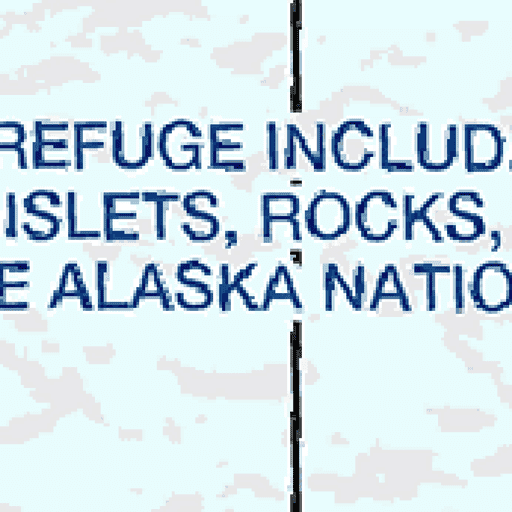 REFUGE INCLUD
ISLETS, ROCKS,
E ALASKA NATIO